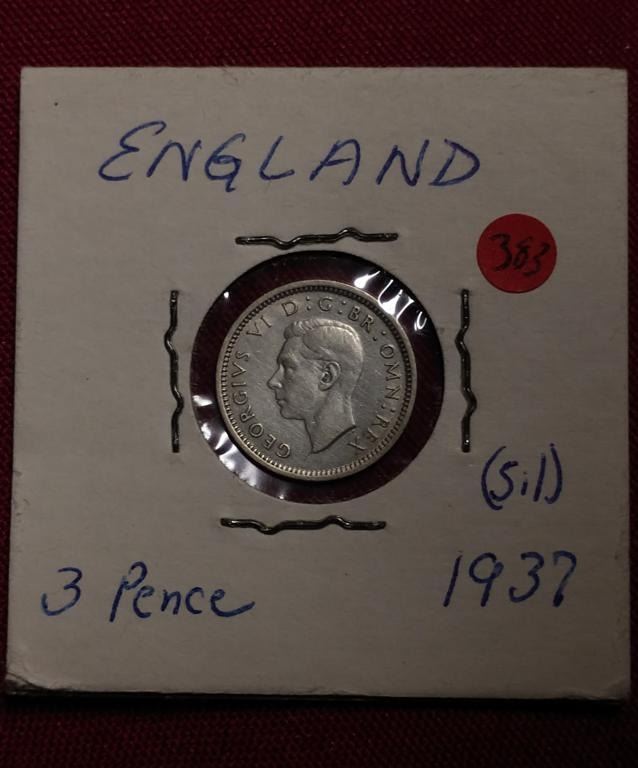 ENGLAND
383
GEORGIVS VI D:G:BR:OMN:REX
(Sil)
3 Pence
1937